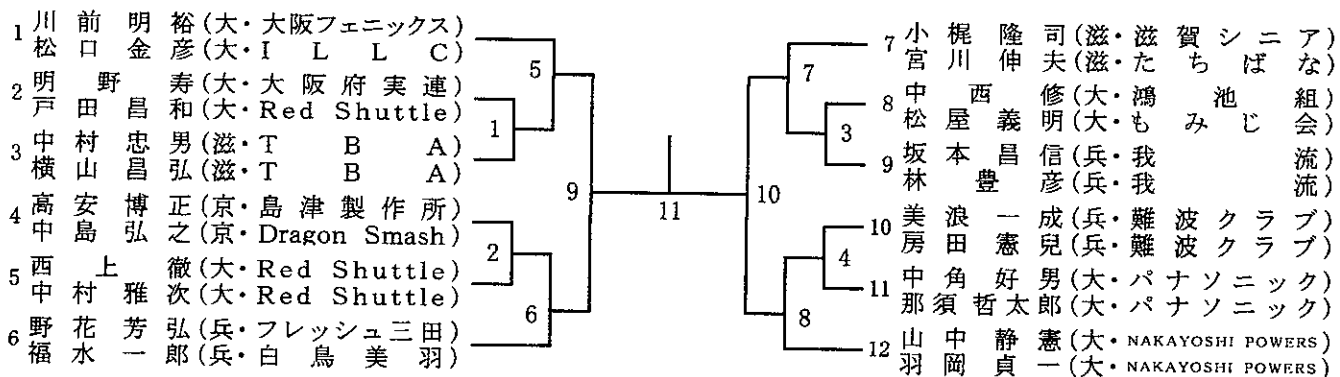 1 川前明裕(大・大阪フェニックス)
松口金彦(大・ILLC)
2 明野寿(大・大阪府実連)
戸田昌和(大・Red Shuttle)
3 中村忠男(滋・TBA)
横山昌弘(滋・TBA)
4 高安博正(京・島津製作所)
中島弘之(京・Dragon Smash)
5 西上徹(大・Red Shuttle)
中村雅次(大・Red Shuttle)
6 野花芳弘(兵・フレッシュ三田)
福水一郎(兵・白鳥美羽)
5
1
9
2
6
11
7
3
10
4
8
7 小梶隆司(滋・滋賀シニア)
宮川伸夫(滋・たちばな)
8 中西修(大・鴻池組)
松屋義明(大・もみじ会)
9 坂本昌信(兵・我流)
林豊彦(兵・我流)
10 美浪一成(兵・難波クラブ)
房田憲兒(兵・難波クラブ)
11 中角好男(大・パナソニック)
那須哲太郎(大・パナソニック)
12 山中静憲(大・NAKAYOSHI POWERS)
羽岡貞一(大・NAKAYOSHI POWERS)